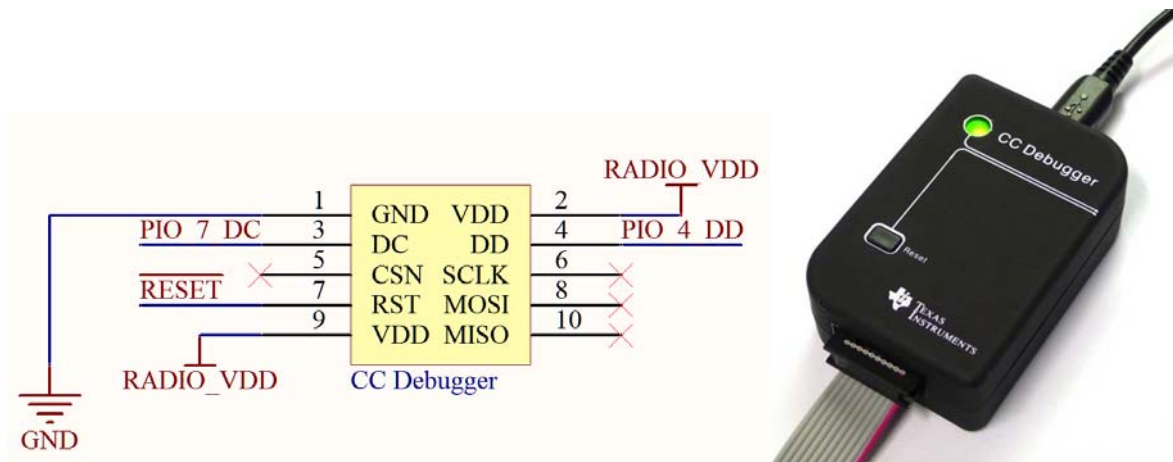 RADIO_VDD
1 GND VDD 2
PIO_7_DC 3 DC DD 4 PIO_4_DD
5 CSN SCLK 6
RESET 7 RST MOSI 8
9 VDD MISO 10
RADIO_VDD
CC Debugger
GND
CC Debugger
Reset
TEXAS
INSTRUMENTS